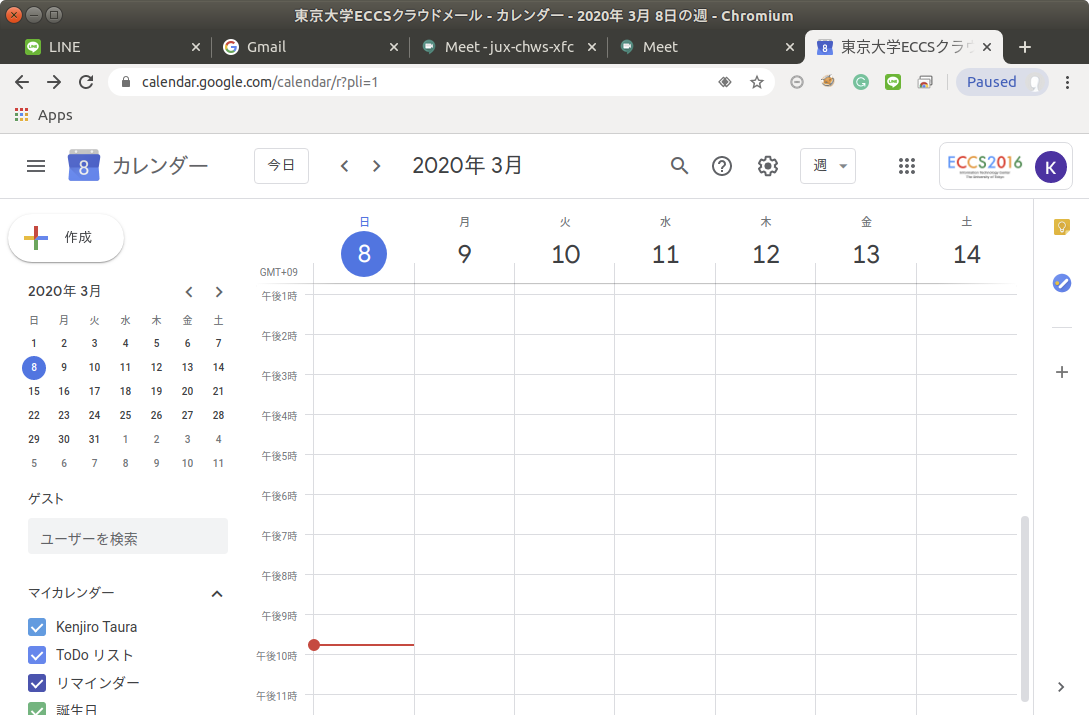 東京大学ECCSクラウドメール - カレンダー - 2020年 3月 8日の週 - Chromium
LINE
Gmail
Meet - jux-chws-xfc
Meet
東京大学ECCSクラウ
calendar.google.com/calendar/r?pli=1
Paused
Apps
8 カレンダー
今日
2020年 3月
週
ECCS2016
K
作成
日 月 火 水 木 金 土
8 9 10 11 12 13 14
GMT+09
2020年 3月
日 月 火 水 木 金 土
1 2 3 4 5 6 7
8 9 10 11 12 13 14
15 16 17 18 19 20 21
22 23 24 25 26 27 28
29 30 31 1 2 3 4
5 6 7 8 9 10 11
ゲスト
ユーザーを検索
マイカレンダー
Kenjiro Taura
ToDo リスト
リマインダー
誕生日
午後1時
午後2時
午後3時
午後4時
午後5時
午後6時
午後7時
午後8時
午後9時
午後10時
午後11時